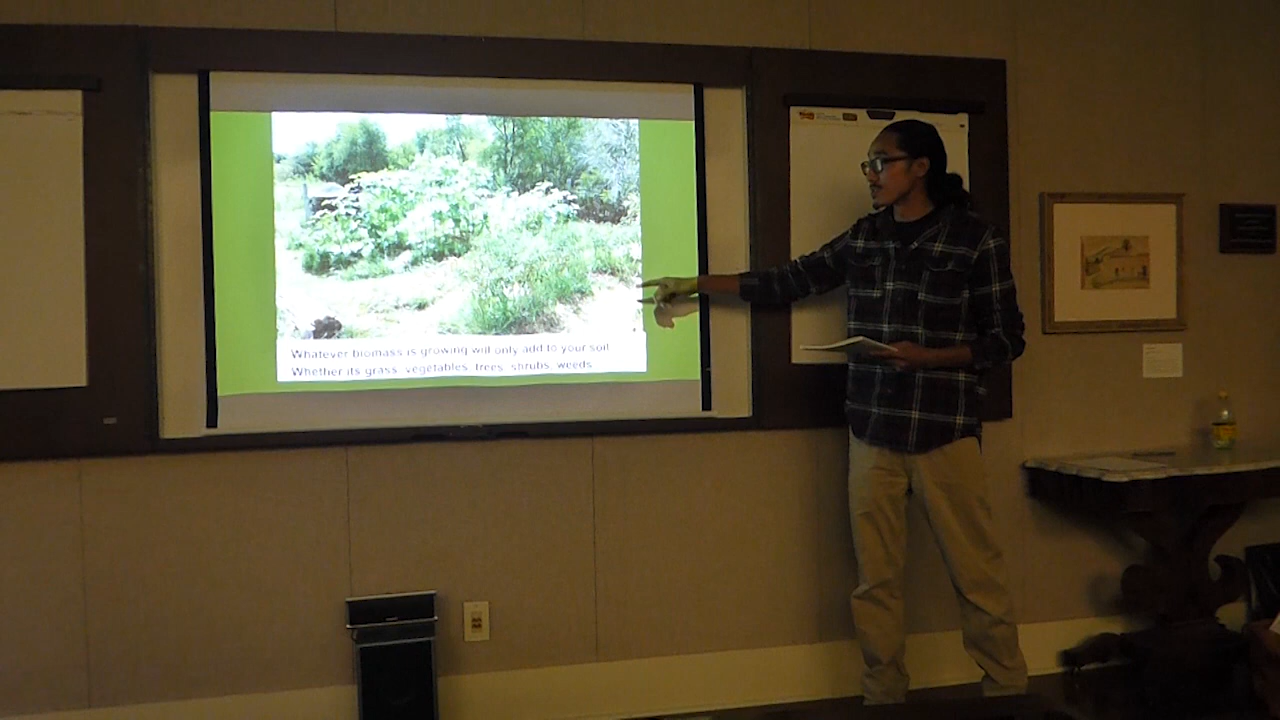 Whatever biomass is growing will only add to your soil
Whether its grass, vegetables, trees, shrubs, weeds